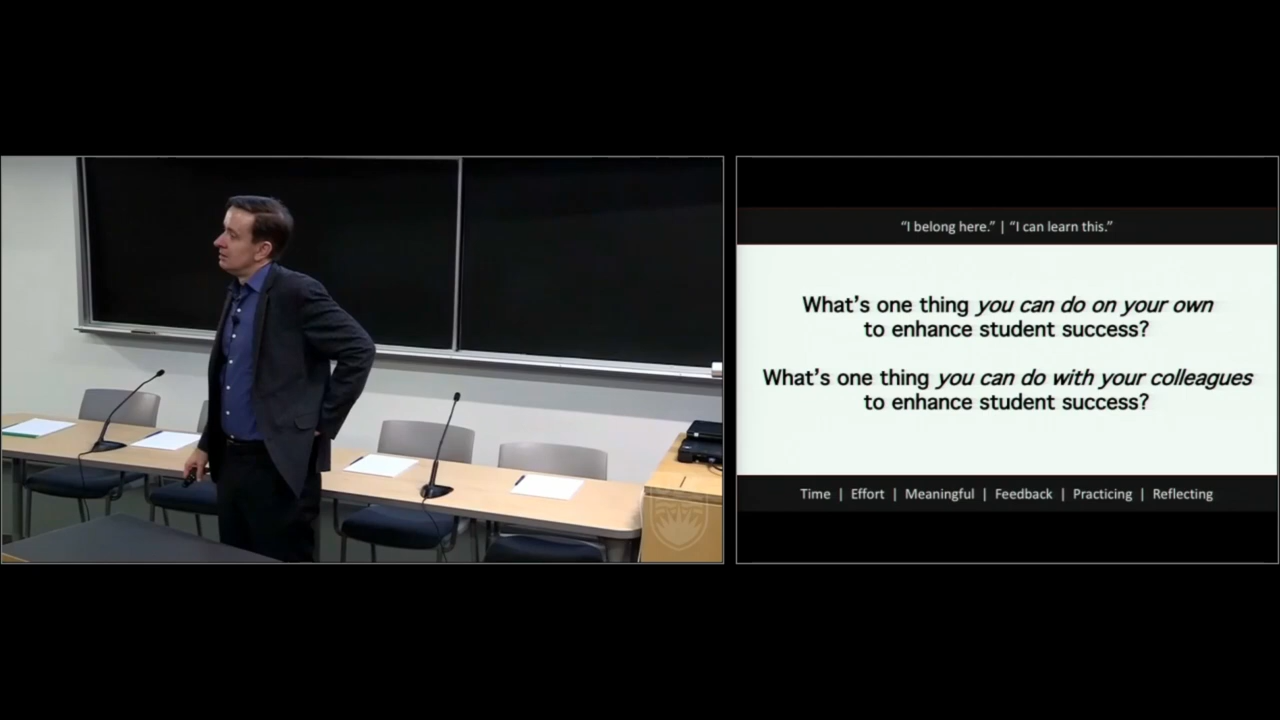 “I belong here.” | “I can learn this.”
What’s one thing you can do on your own
to enhance student success?
What’s one thing you can do with your colleagues
to enhance student success?
Time | Effort | Meaningful | Feedback | Practicing | Reflecting